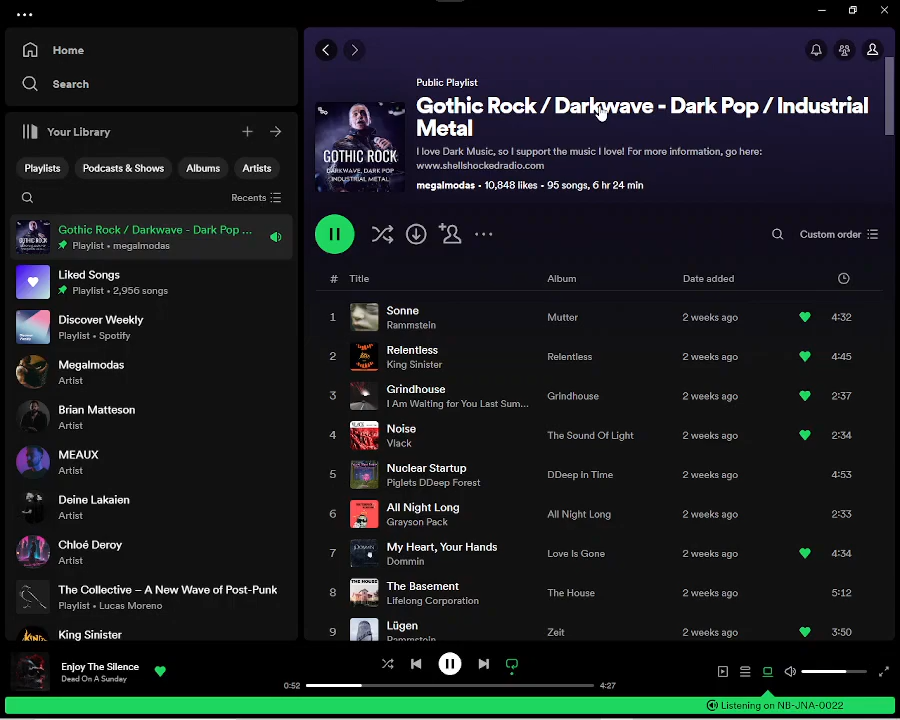 Home
Search
Your Library
Playlists
Podcasts & Shows
Albums
Artists
Recents
Gothic Rock / Darkwave - Dark Pop ...
Playlist • megalmodas
Liked Songs
Playlist • 2,956 songs
Discover Weekly
Playlist • Spotify
Megalmodas
Artist
Brian Matteson
Artist
MEAUX
Artist
Deine Lakaien
Artist
Chloé Deroy
Artist
The Collective – A New Wave of Post-Punk
Playlist • Lucas Moreno
King Sinister
GOTHIC ROCK
DARKWAVE, DARK POP
INDUSTRIAL METAL
Public Playlist
Gothic Rock / Darkwave - Dark Pop / Industrial
Metal
I love Dark Music, so I support the music I love! For more information, go here:
www.shellshockedradio.com
megalmodas • 10,848 likes • 95 songs, 6 hr 24 min
Custom order
# Title Album Date added
1 Sonne Mutter 2 weeks ago 4:32
Rammstein
2 Relentless Relentless 2 weeks ago 4:45
King Sinister
3 Grindhouse Grindhouse 2 weeks ago 2:37
I Am Waiting for You Last Sum...
4 Noise The Sound Of Light 2 weeks ago 2:34
Vlack
5 Nuclear Startup DDeep in Time 2 weeks ago 4:53
Piglets DDeep Forest
6 All Night Long All Night Long 2 weeks ago 2:33
Grayson Pack
7 My Heart, Your Hands Love Is Gone 2 weeks ago 4:34
Dommin
8 The Basement The House 2 weeks ago 5:12
Lifelong Corporation
9 Lügen Zeit 2 weeks ago 3:50
Rammstein
Enjoy The Silence
Dead On A Sunday
0:52
4:27
Listening on NB-JNA-0022